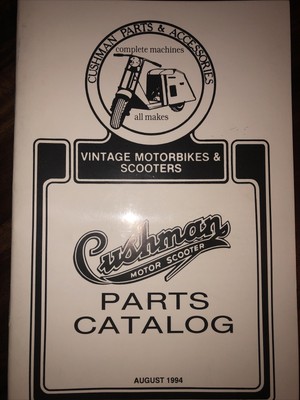 CUSHMAN PARTS & ACCESSORIES
complete machines
all makes
VINTAGE MOTORBIKES &
SCOOTERS
Cushman
MOTOR SCOOTER
PARTS
CATALOG
AUGUST 1994